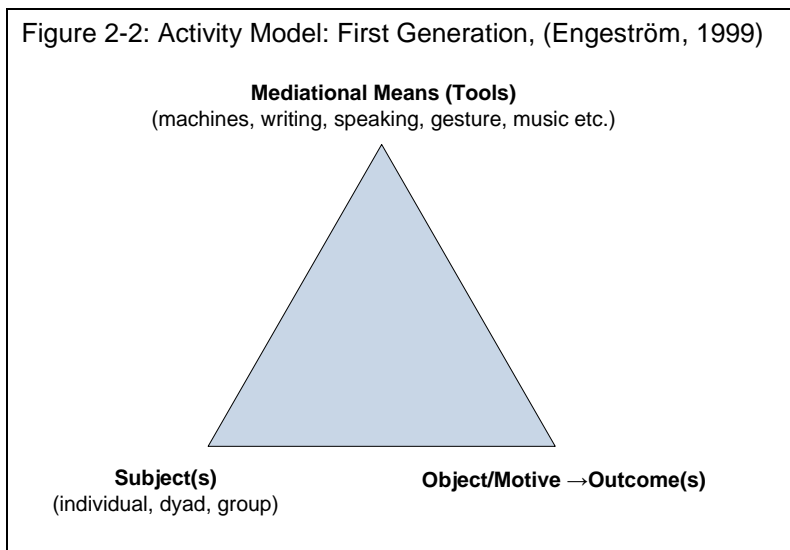 Figure 2-2: Activity Model: First Generation, (Engeström, 1999)
Mediational Means (Tools)
(machines, writing, speaking, gesture, music etc.)
Subject(s)
(individual, dyad, group)
Object/Motive →Outcome(s)